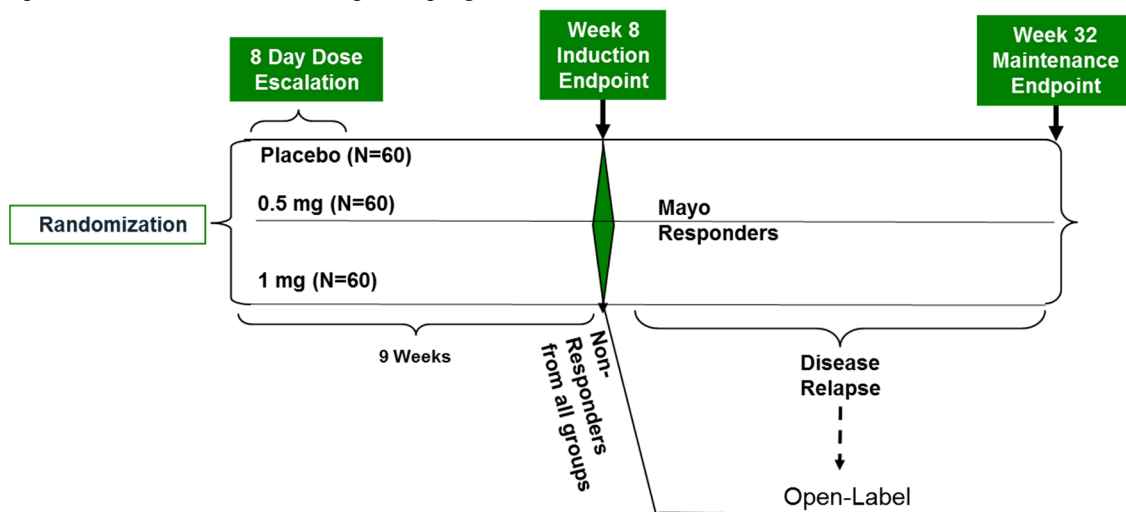 8 Day Dose
Escalation
Week 8
Induction
Endpoint
Week 32
Maintenance
Endpoint
Randomization
Placebo (N=60)
0.5 mg (N=60)
1 mg (N=60)
Mayo
Responders
9 Weeks
Non-
Responders
from all groups
Disease
Relapse
Open-Label